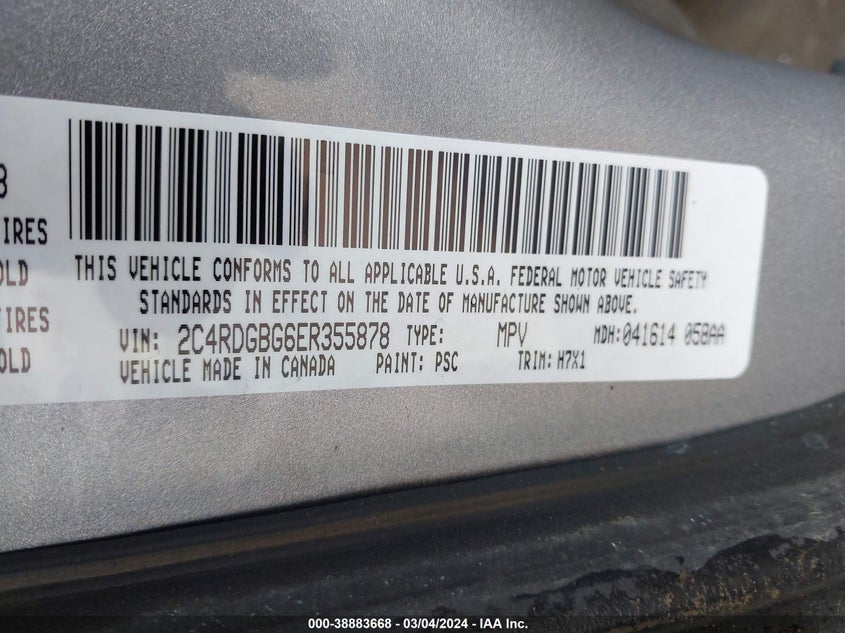 8
IRES
OLD
THIS VEHICLE CONFORMS TO ALL APPLICABLE U.S.A. FEDERAL MOTOR VEHICLE SAFETY
STANDARDS IN EFFECT ON THE DATE OF MANUFACTURE SHOWN ABOVE.
IRES
VIN: 2C4RDGBG6ER355878 TYPE: MPV MDH:041614 058AA
OLD
VEHICLE MADE IN CANADA PAINT: PSC TRIM: H7X1
000-38883668 - 03/04/2024 - IAA Inc.